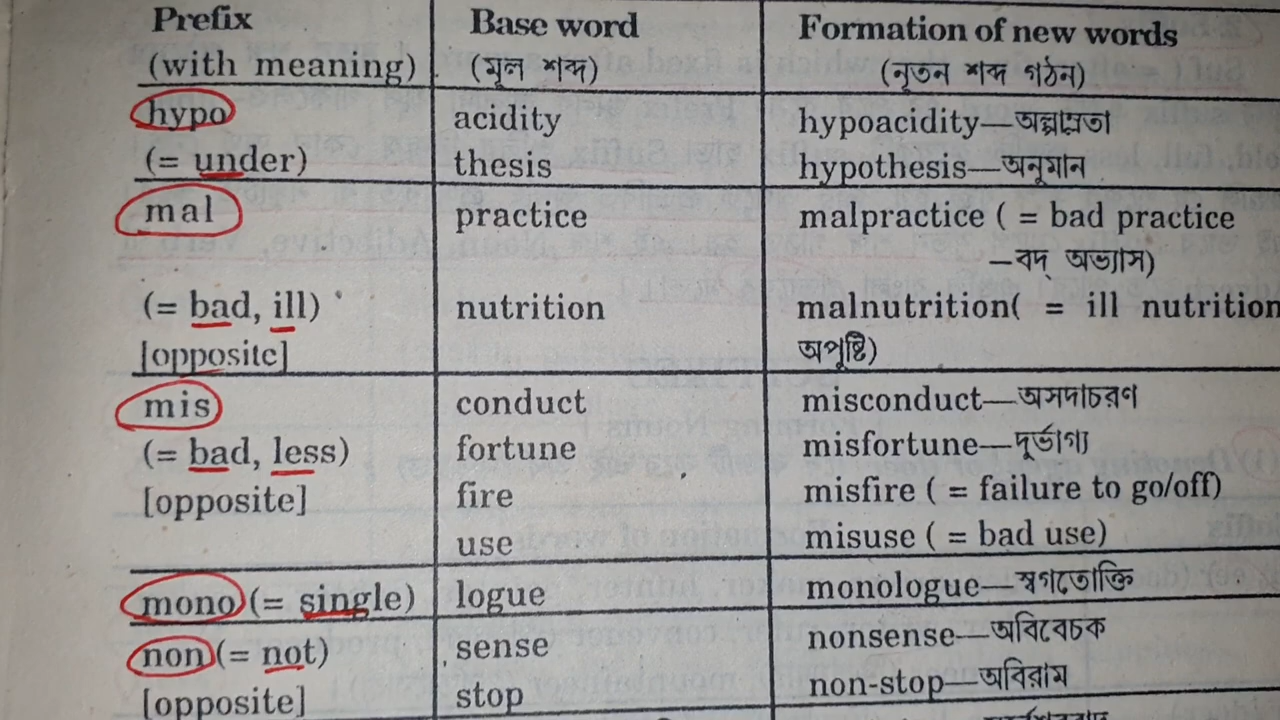 Prefix Base word Formation of new words
(with meaning) (মূল শব্দ) (নূতন শব্দ গঠন)
hypo acidity hypoacidity—অল্পাম্লতা
(= under) thesis hypothesis—অনুমান
mal practice malpractice ( = bad practice
–বদ্ অভ্যাস)
(= bad, ill) nutrition malnutrition( = ill nutrition
[opposite] অপুষ্টি)
mis conduct misconduct—অসদাচরণ
(= bad, less) fortune misfortune—দুর্ভাগ্য
[opposite] fire misfire ( = failure to go/off)
use misuse ( = bad use)
mono (= single) logue monologue—স্বগতোক্তি
non (= not) sense nonsense—অবিবেচক
[opposite] stop non-stop—অবিরাম